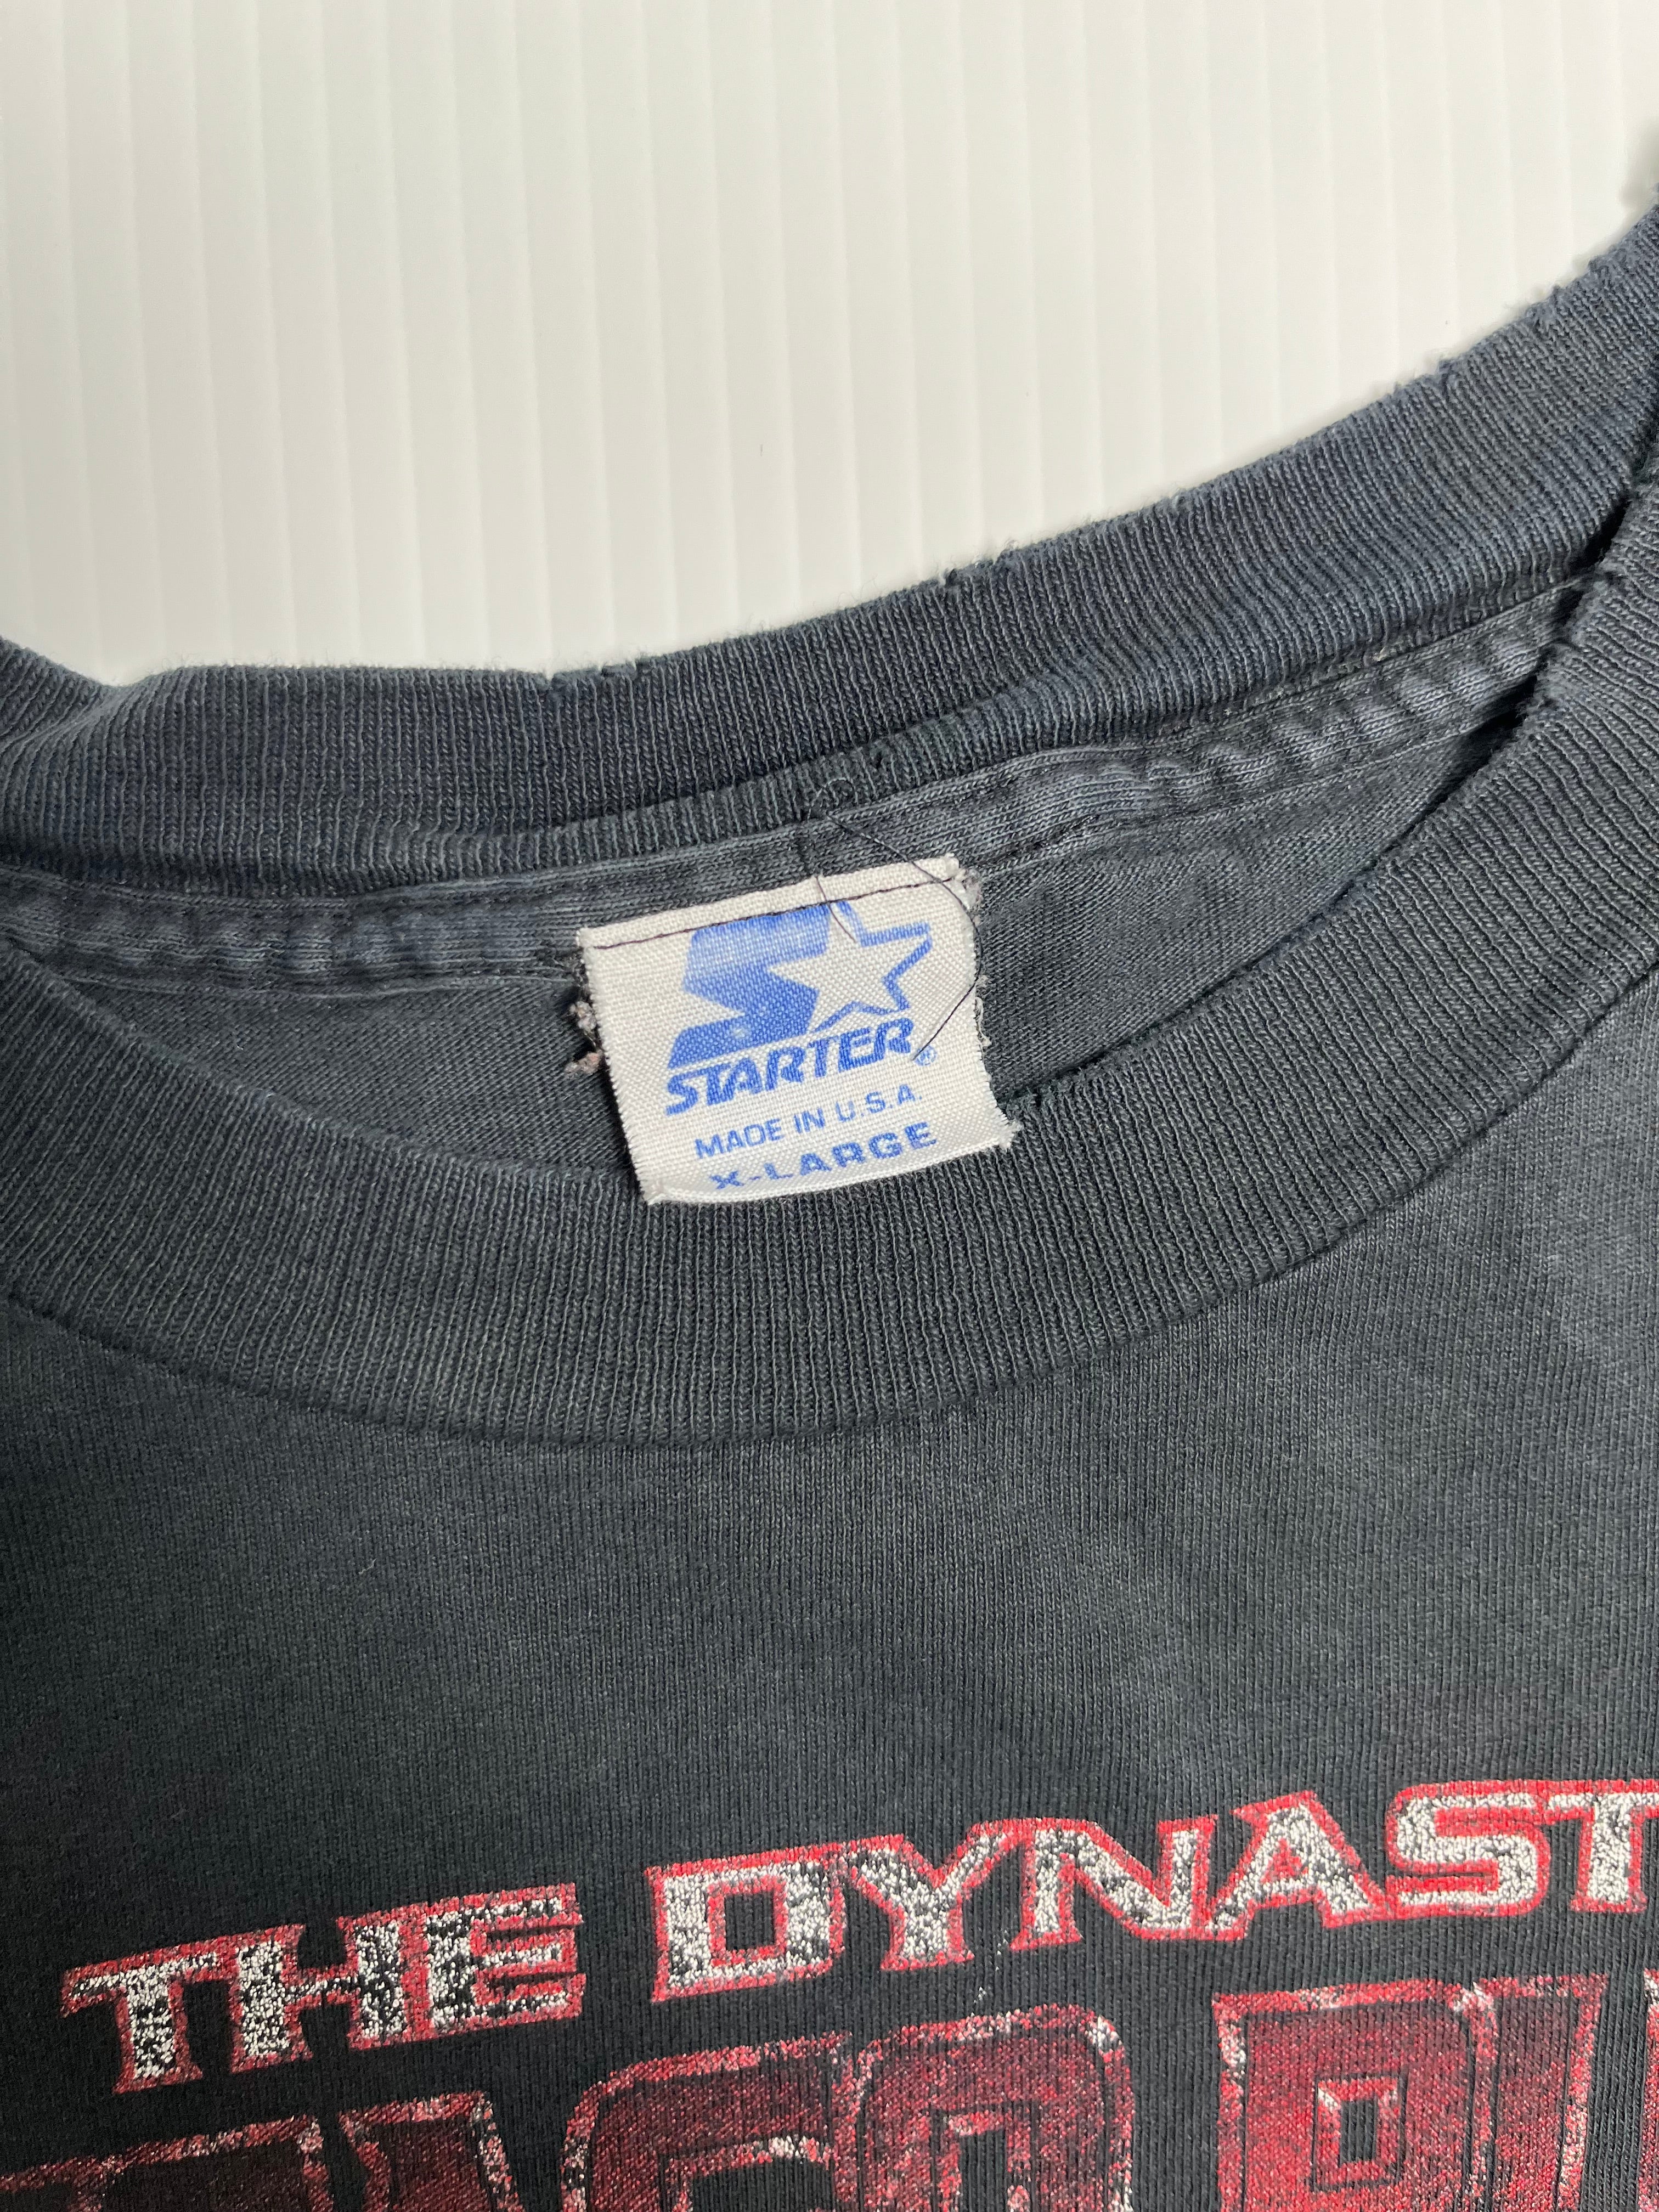 STARTER®
MADE IN U.S.A.
X-LARGE
THE DYNAST